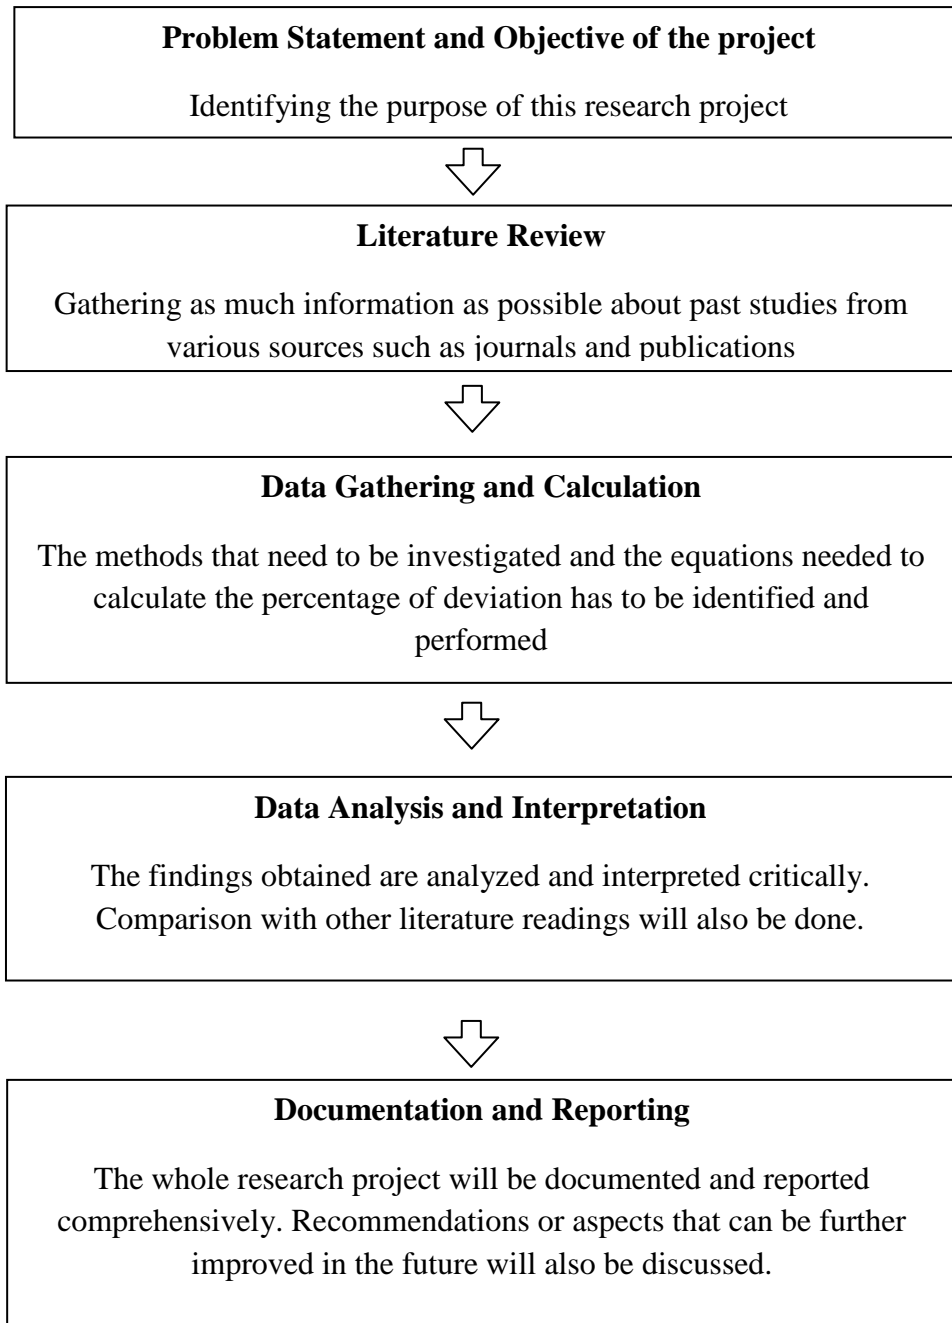 Problem Statement and Objective of the project
Identifying the purpose of this research project
Literature Review
Gathering as much information as possible about past studies from
various sources such as journals and publications
Data Gathering and Calculation
The methods that need to be investigated and the equations needed to
calculate the percentage of deviation has to be identified and
performed
Data Analysis and Interpretation
The findings obtained are analyzed and interpreted critically.
Comparison with other literature readings will also be done.
Documentation and Reporting
The whole research project will be documented and reported
comprehensively. Recommendations or aspects that can be further
improved in the future will also be discussed.